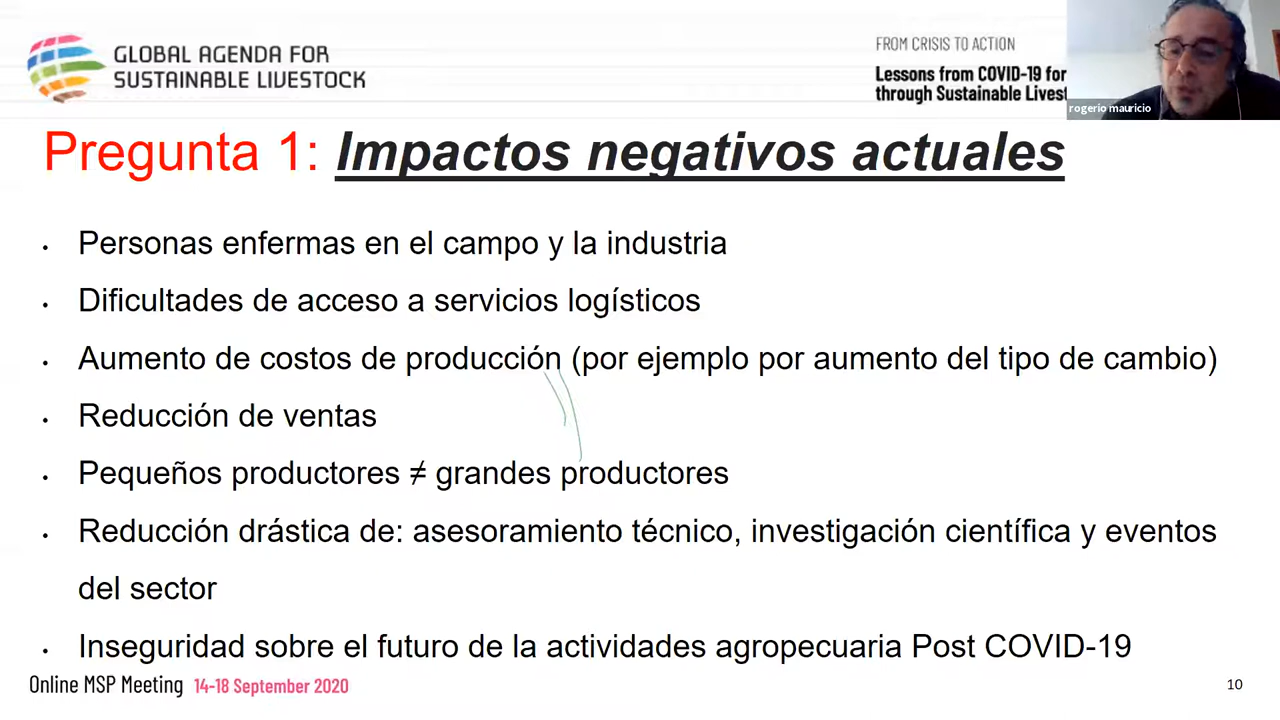 GLOBAL AGENDA FOR
SUSTAINABLE LIVESTOCK
FROM CRISIS TO ACTION
Lessons from COVID-19 for
through Sustainable Livest
rogerio mauricio
Pregunta 1: Impactos negativos actuales
• Personas enfermas en el campo y la industria
• Dificultades de acceso a servicios logísticos
• Aumento de costos de producción (por ejemplo por aumento del tipo de cambio)
• Reducción de ventas
• Pequeños productores ≠ grandes productores
• Reducción drástica de: asesoramiento técnico, investigación científica y eventos
del sector
• Inseguridad sobre el futuro de la actividades agropecuaria Post COVID-19
Online MSP Meeting 14-18 September 2020
10